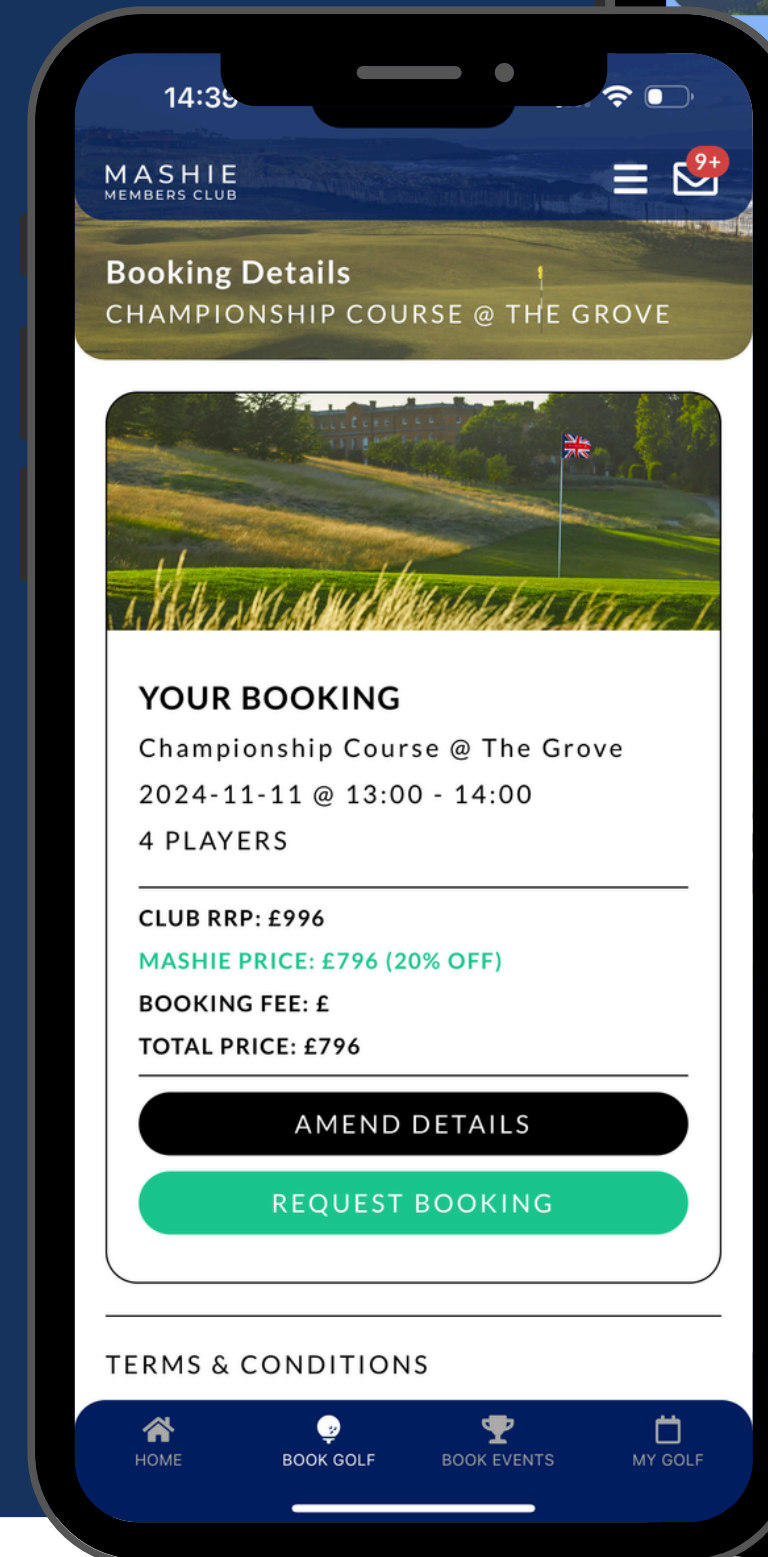 14:39
MASHIE
MEMBERS CLUB
9+
Booking Details
CHAMPIONSHIP COURSE @ THE GROVE
YOUR BOOKING
Championship Course @ The Grove
2024-11-11 @ 13:00 - 14:00
4 PLAYERS
CLUB RRP: £996
MASHIE PRICE: £796 (20% OFF)
BOOKING FEE: £
TOTAL PRICE: £796
AMEND DETAILS
REQUEST BOOKING
TERMS & CONDITIONS
HOME BOOK GOLF BOOK EVENTS MY GOLF